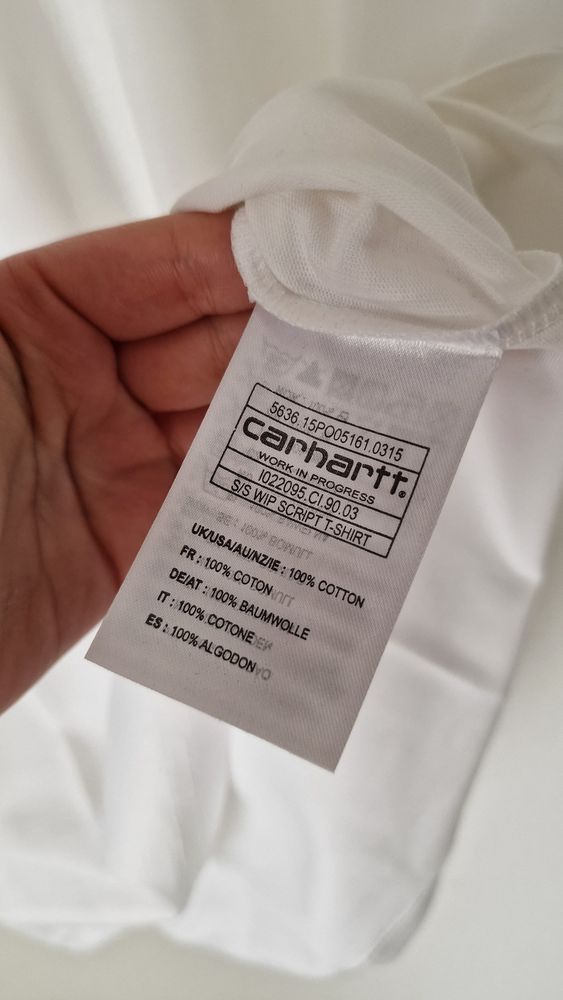 5636.15PO05161.0315
carhartt®
WORK IN PROGRESS
I022095.CI.90.03
S/S WIP SCRIPT T-SHIRT
UK/USA/AU/NZ/IE : 100% COTTON
FR : 100% COTON
DE/AT : 100% BAUMWOLLE
IT : 100% COTONE
ES : 100% ALGODON